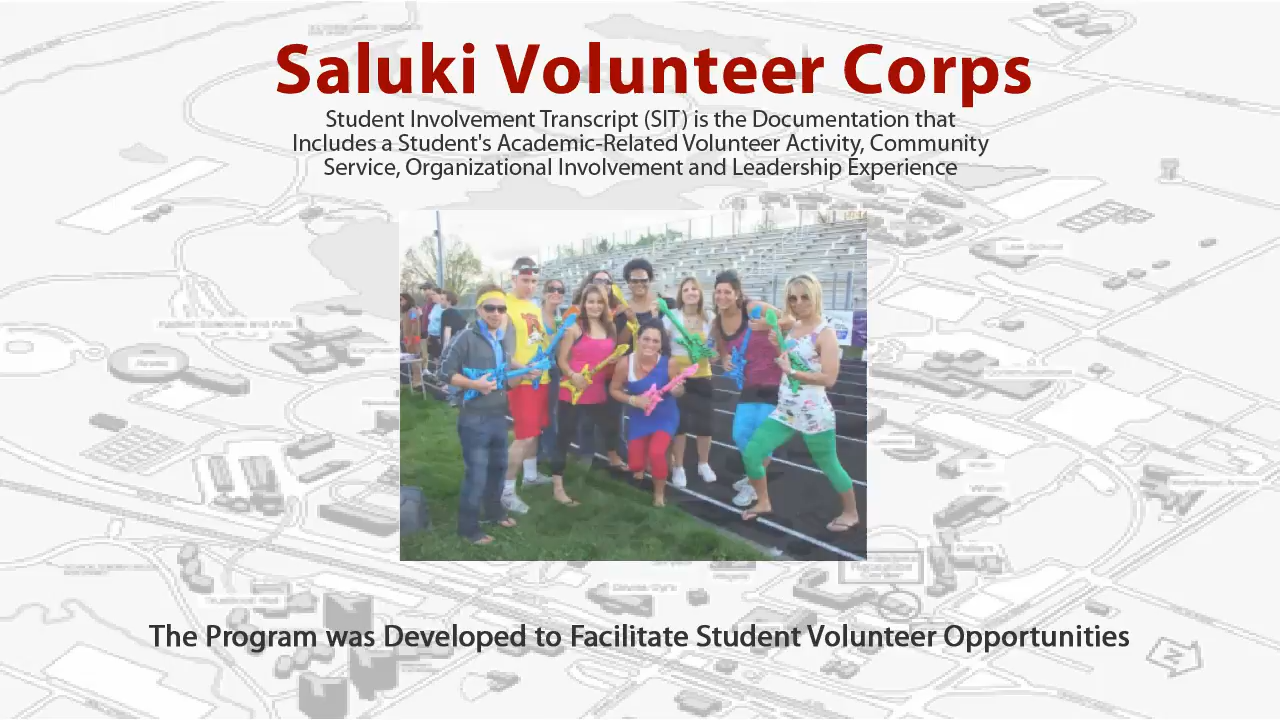 Saluki Volunteer Corps
Student Involvement Transcript (SIT) is the Documentation that
Includes a Student's Academic-Related Volunteer Activity, Community
Service, Organizational Involvement and Leadership Experience
The Program was Developed to Facilitate Student Volunteer Opportunities